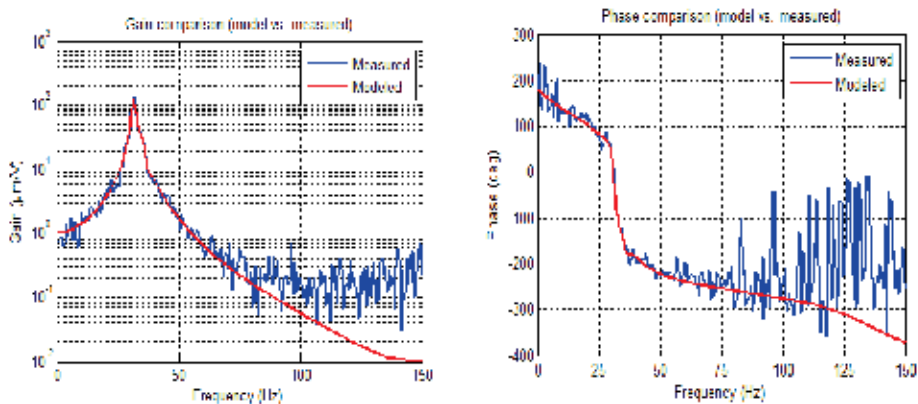 Gain comparison (model vs. measured)
Measured
Modeled
Gain (μm/V)
0
50
100
150
Frequency (Hz)
Phase comparison (model vs. measured)
300
200
100
0
-100
-200
-300
-400
Measured
Modeled
Phase (deg)
0
25
50
75
100
125
150
Frequency (Hz)